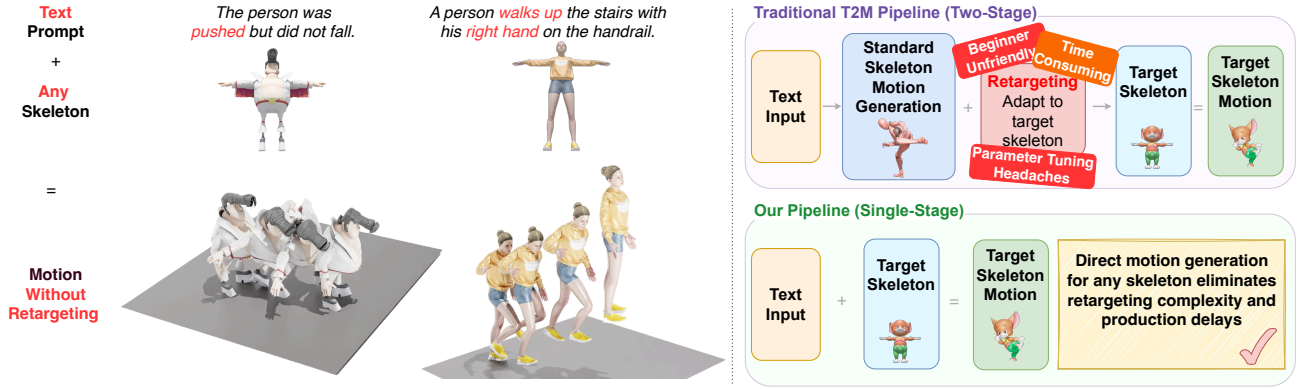 Text
Prompt
+
Any
Skeleton
=
Motion
Without
Retargeting
The person was
pushed but did not fall.
A person walks up the stairs with
his right hand on the handrail.
Traditional T2M Pipeline (Two-Stage)
Text
Input
Standard
Skeleton
Motion
Generation
+
Beginner
Unfriendly
Time
Consuming
Retargeting
Adapt to
target
skeleton
Parameter Tuning
Headaches
Target
Skeleton
=
Target
Skeleton
Motion
Our Pipeline (Single-Stage)
Text
Input
+
Target
Skeleton
=
Target
Skeleton
Motion
Direct motion generation
for any skeleton eliminates
retargeting complexity and
production delays